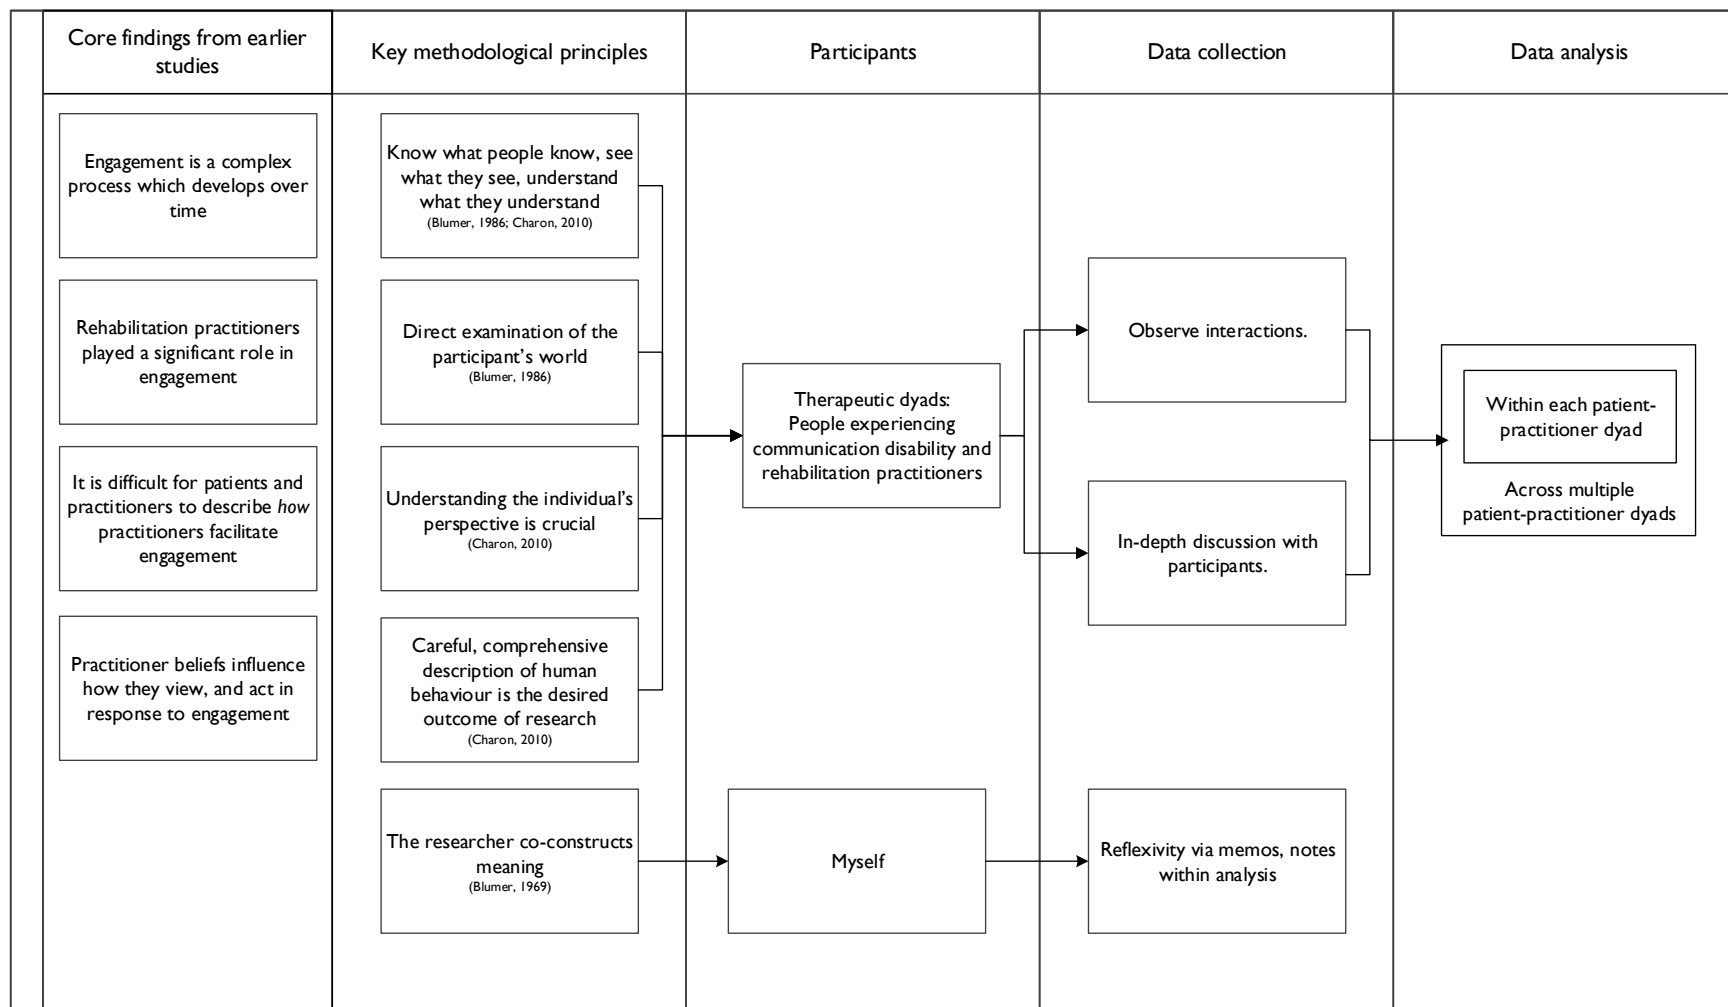 Core findings from earlier
studies
Key methodological principles
Participants
Data collection
Data analysis
Engagement is a complex
process which develops over
time
Rehabilitation practitioners
played a significant role in
engagement
It is difficult for patients and
practitioners to describe how
practitioners facilitate
engagement
Practitioner beliefs influence
how they view, and act in
response to engagement
Know what people know, see
what they see, understand
what they understand
(Blumer, 1986; Charon, 2010)
Direct examination of the
participant's world
(Blumer, 1986)
Understanding the individual's
perspective is crucial
(Charon, 2010)
Careful, comprehensive
description of human
behaviour is the desired
outcome of research
(Charon, 2010)
The researcher co-constructs
meaning
(Blumer, 1969)
Therapeutic dyads:
People experiencing
communication disability and
rehabilitation practitioners
Myself
Observe interactions.
In-depth discussion with
participants.
Reflexivity via memos, notes
within analysis
Within each patient-
practitioner dyad
Across multiple
patient-practitioner dyads